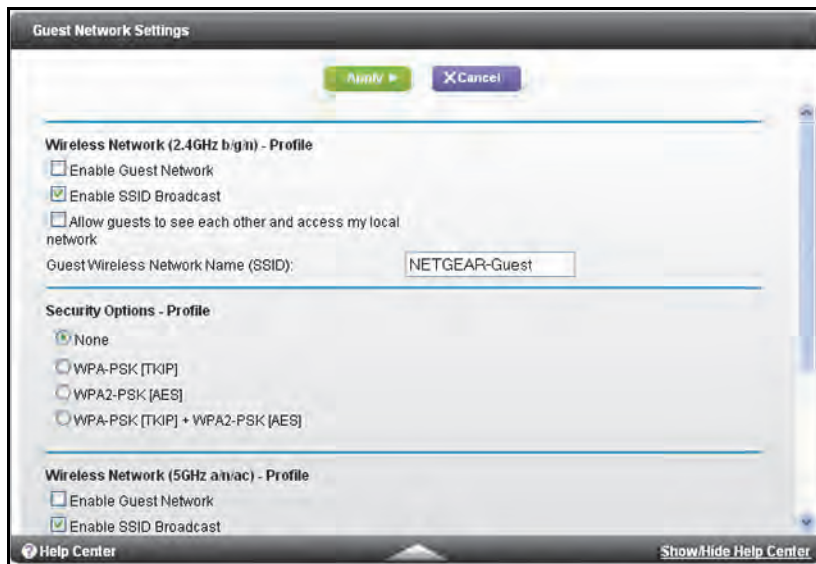 Guest Network Settings
Apply
Cancel
Wireless Network (2.4GHz b/g/n) - Profile
Enable Guest Network
Enable SSID Broadcast
Allow guests to see each other and access my local
network
Guest Wireless Network Name (SSID): NETGEAR-Guest
Security Options - Profile
None
WPA-PSK [TKIP]
WPA2-PSK [AES]
WPA-PSK [TKIP] + WPA2-PSK [AES]
Wireless Network (5GHz a/n/ac) - Profile
Enable Guest Network
Enable SSID Broadcast
Help Center
Show/Hide Help Center